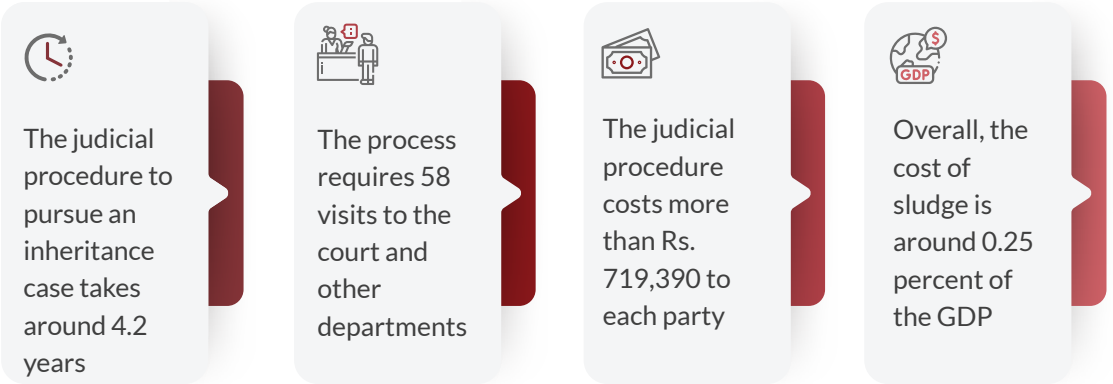 The judicial
procedure to
pursue an
inheritance
case takes
around 4.2
years
The process
requires 58
visits to the
court and
other
departments
The judicial
procedure
costs more
than Rs.
719,390 to
each party
$
GDP
Overall, the
cost of
sludge is
around 0.25
percent of
the GDP